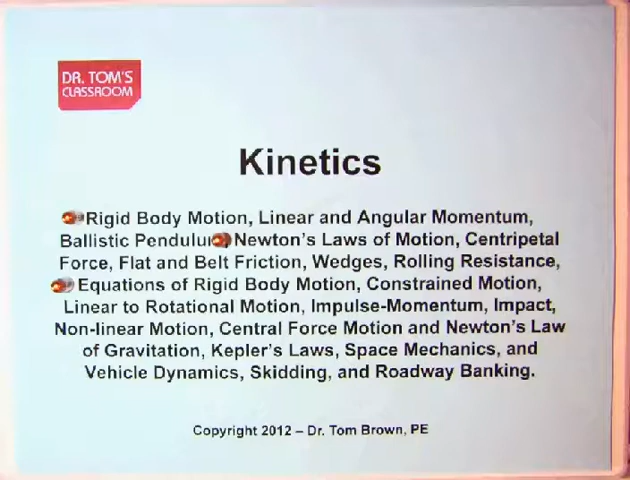 DR. TOM'S
CLASSROOM
Kinetics
Rigid Body Motion, Linear and Angular Momentum,
Ballistic Pendulu Newton's Laws of Motion, Centripetal
Force, Flat and Belt Friction, Wedges, Rolling Resistance,
Equations of Rigid Body Motion, Constrained Motion,
Linear to Rotational Motion, Impulse-Momentum, Impact,
Non-linear Motion, Central Force Motion and Newton's Law
of Gravitation, Kepler's Laws, Space Mechanics, and
Vehicle Dynamics, Skidding, and Roadway Banking.
Copyright 2012 – Dr. Tom Brown, PE